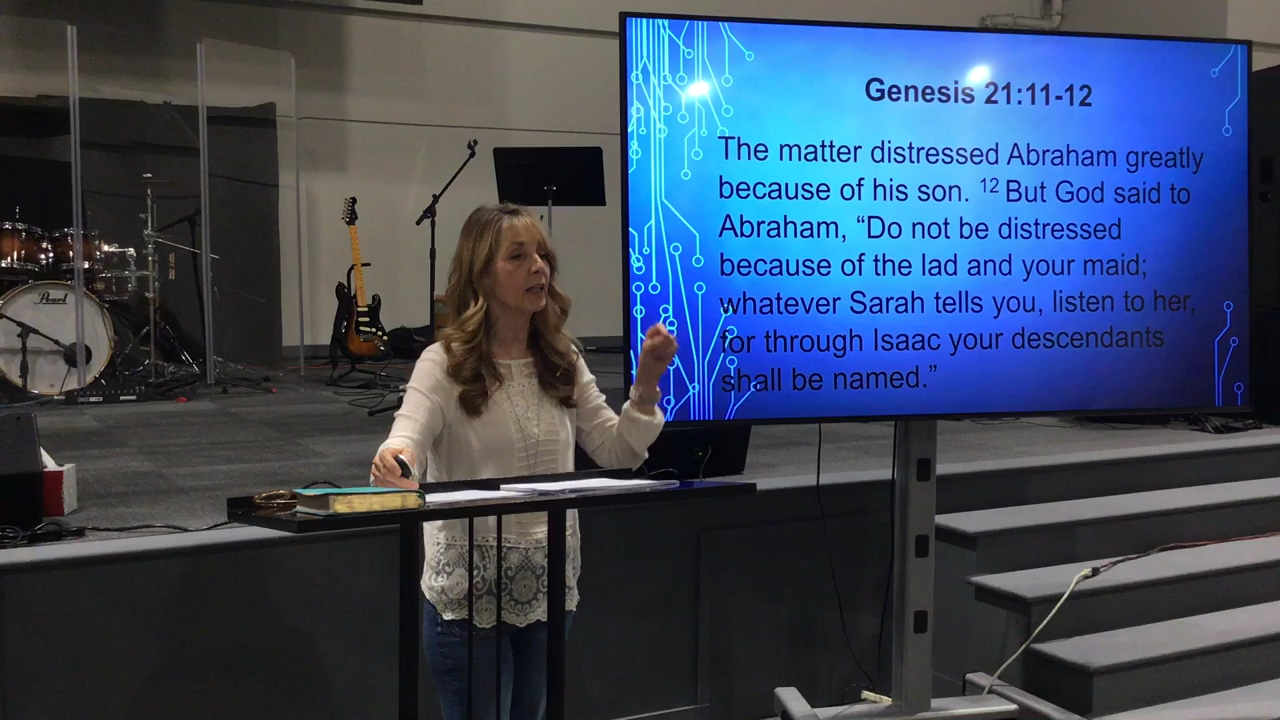 Genesis 21:11-12
The matter distressed Abraham greatly
because of his son. 12 But God said to
Abraham, “Do not be distressed
because of the lad and your maid;
whatever Sarah tells you, listen to her,
for through Isaac your descendants
shall be named.”
Pearl